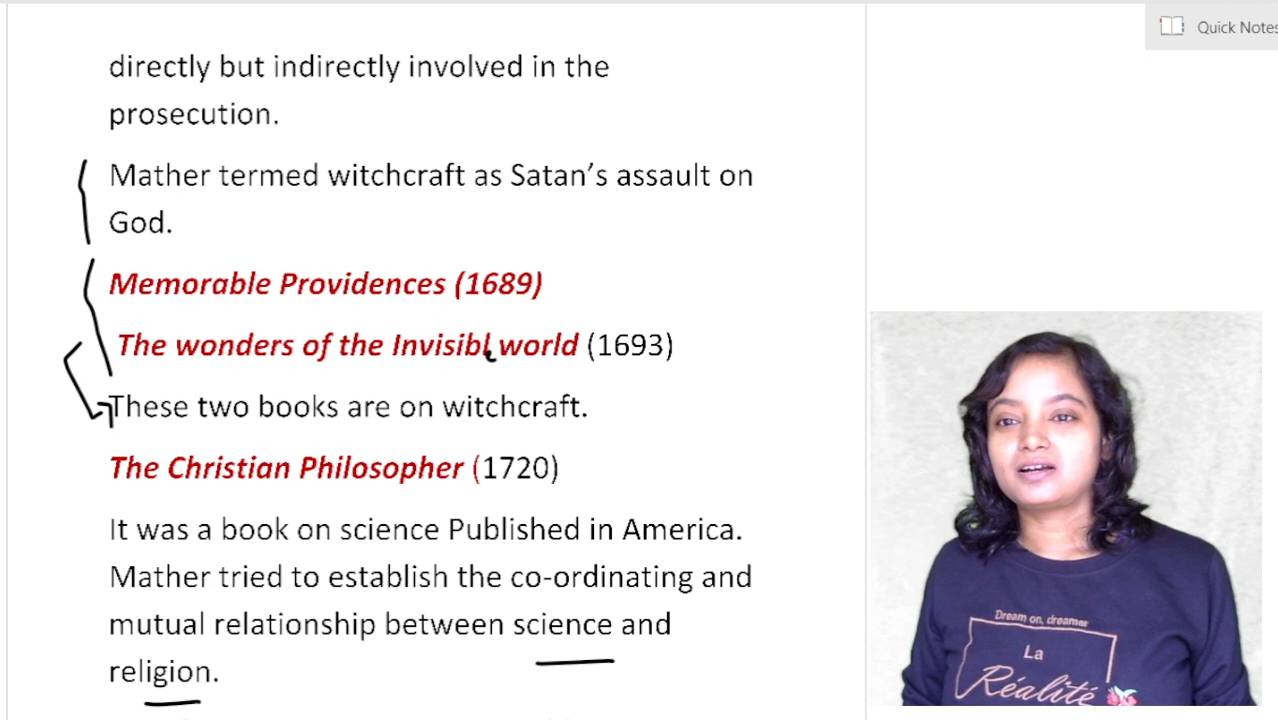 Quick Notes
directly but indirectly involved in the
prosecution.
Mather termed witchcraft as Satan's assault on
God.
Memorable Providences (1689)
The wonders of the Invisibl world (1693)
These two books are on witchcraft.
The Christian Philosopher (1720)
It was a book on science Published in America.
Mather tried to establish the co-ordinating and
mutual relationship between science and
religion.
Dream on, dreamer
La
Réalité